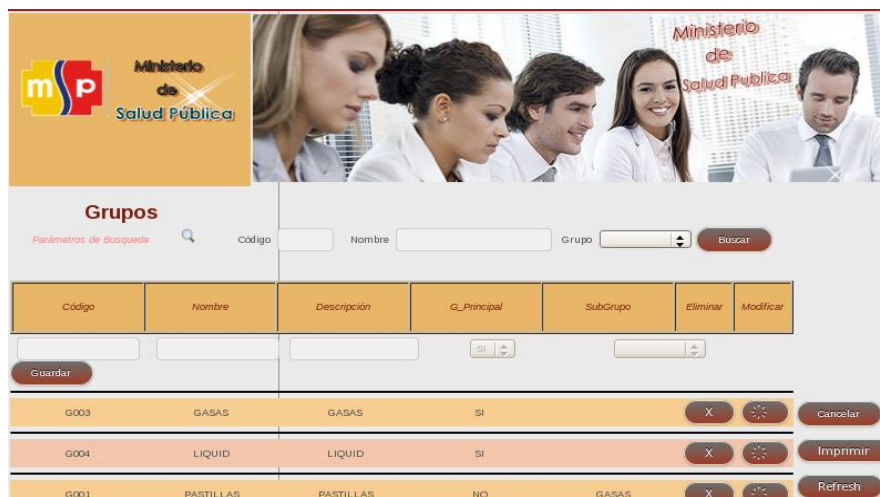 msp
Ministerio
de
Salud Pública
Ministerio
de
Salud Publica
Grupos
Parámetros de Busqueda Código Nombre Grupo Buscar
Código Nombre Descripción G_Principal SubGrupo Eliminar Modificar
SI
Guardar
G003 GASAS GASAS SI X Cancelar
G004 LIQUID LIQUID SI X Imprimir
G001 PASTILLAS PASTILLAS NO GASAS X Refresh